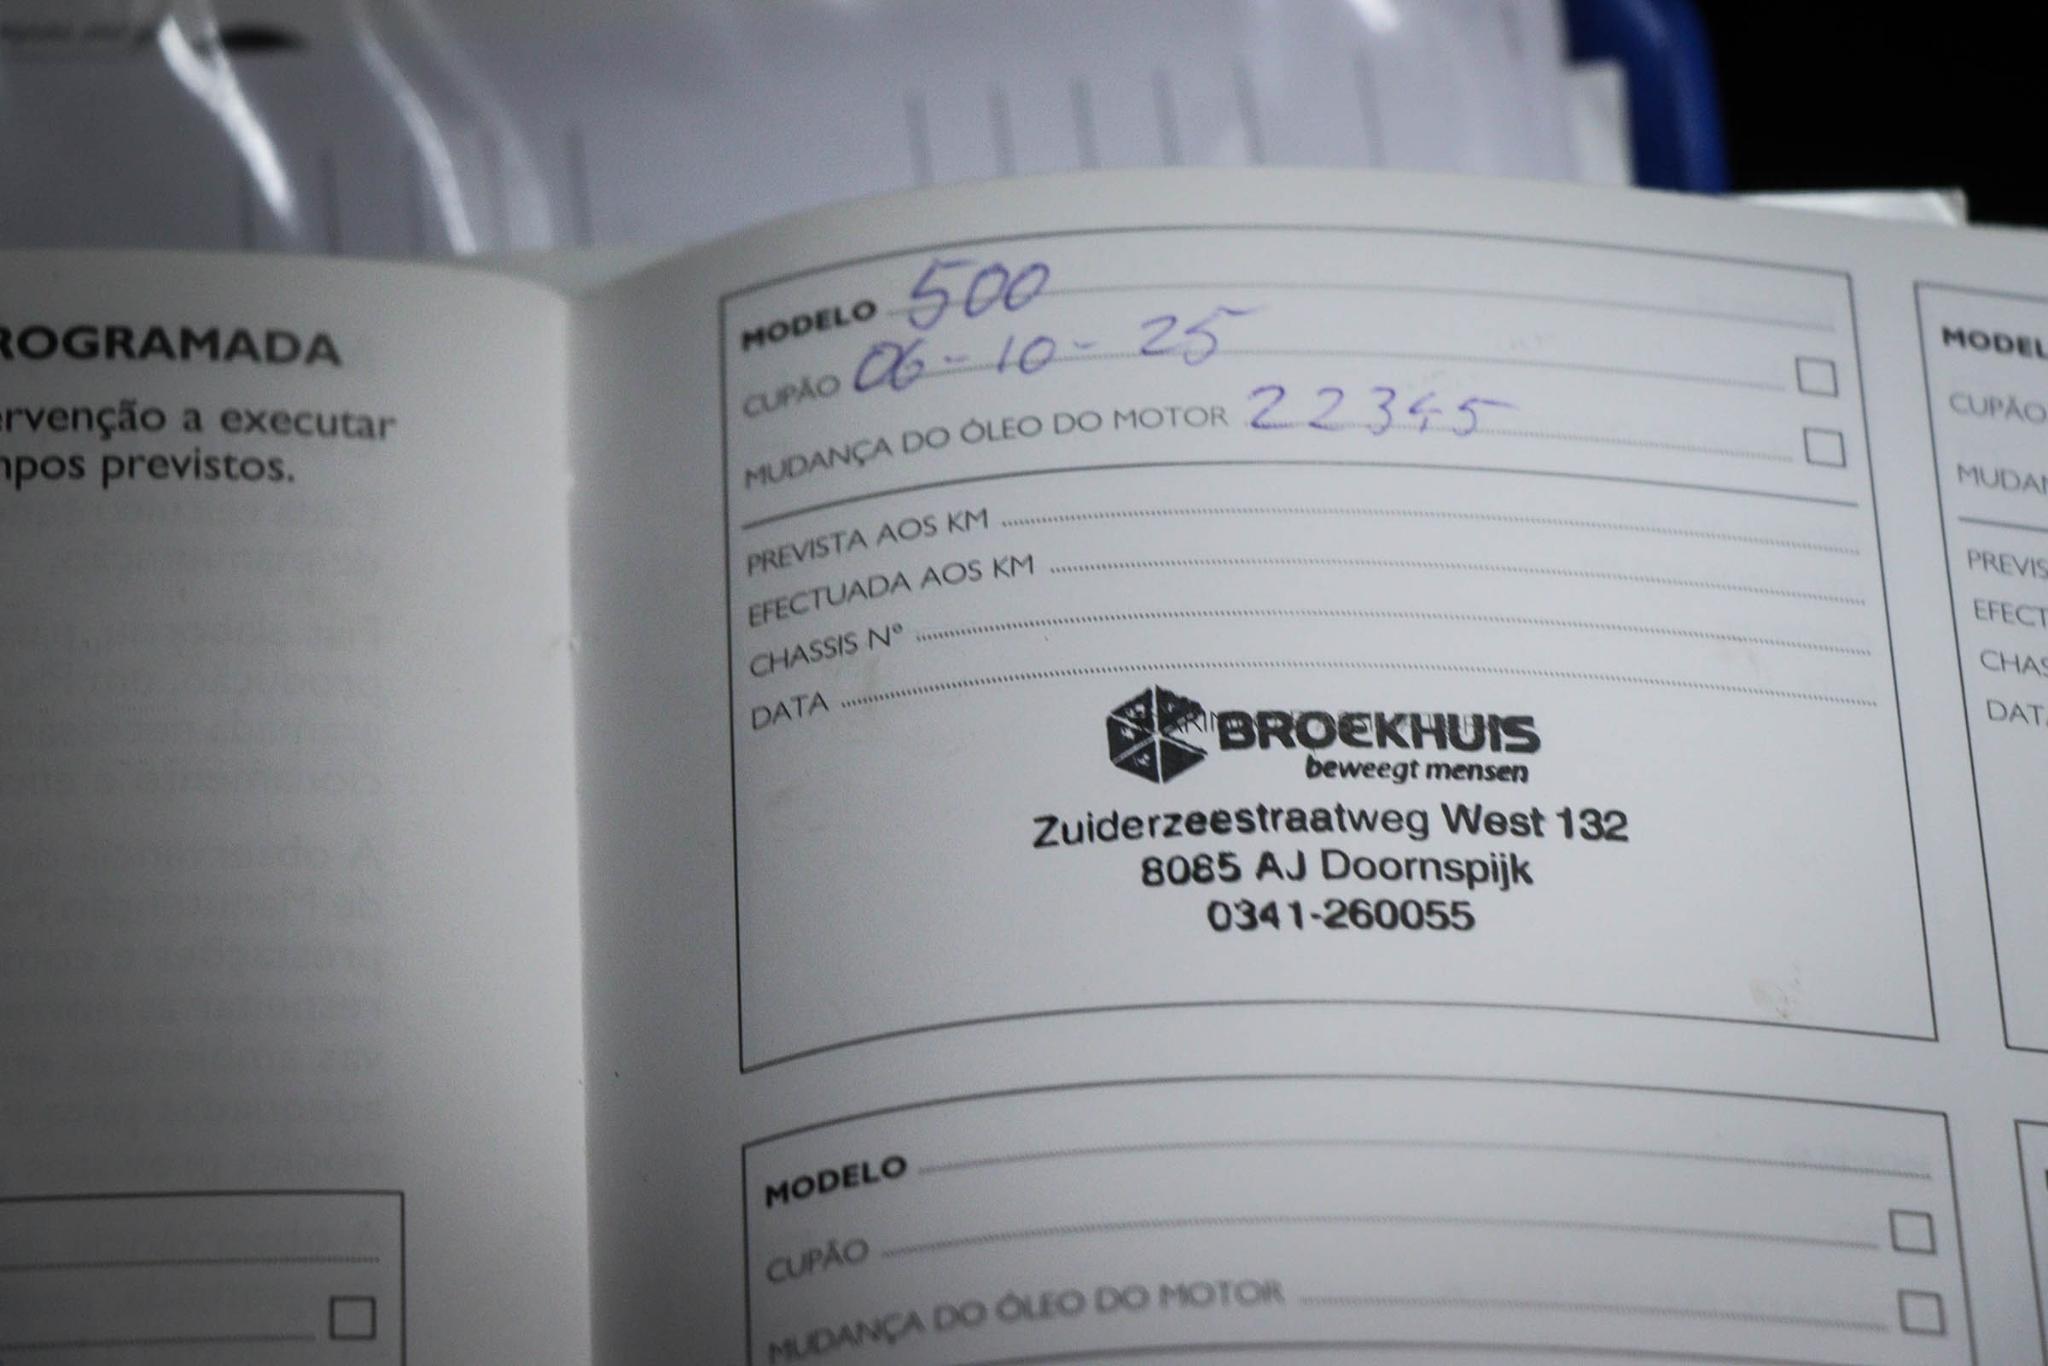 ROGRAMADA
ervenção a executar
mpos previstos.
MODELO 500
CUPÃO 06-10-25
MUDANÇA DO ÓLEO DO MOTOR 22345
PREVISTA AOS KM
EFECTUADA AOS KM
CHASSIS Nº
DATA
BROEKHUIS
beweegt mensen
Zuiderzeestraatweg West 132
8085 AJ Doornspijk
0341-260055
MODELO
CUPÃO
MUDANÇA DO ÓLEO DO MOTOR
MODEL
CUPÃO
MUDAN
PREVIS
EFECT
CHAS
DATA